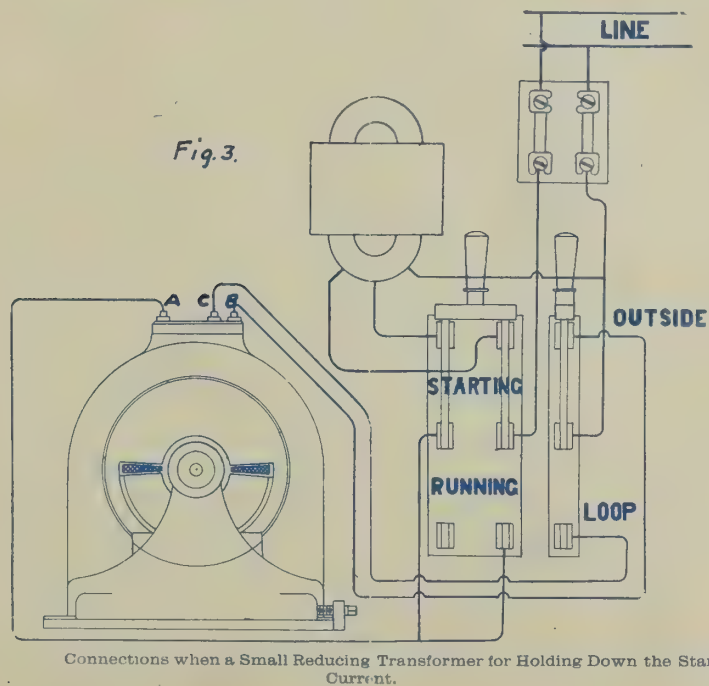 LINE
Fig. 3.
A C B
OUTSIDE
STARTING
RUNNING
LOOP
Connections when a Small Reducing Transformer for Holding Down the Star
Current.